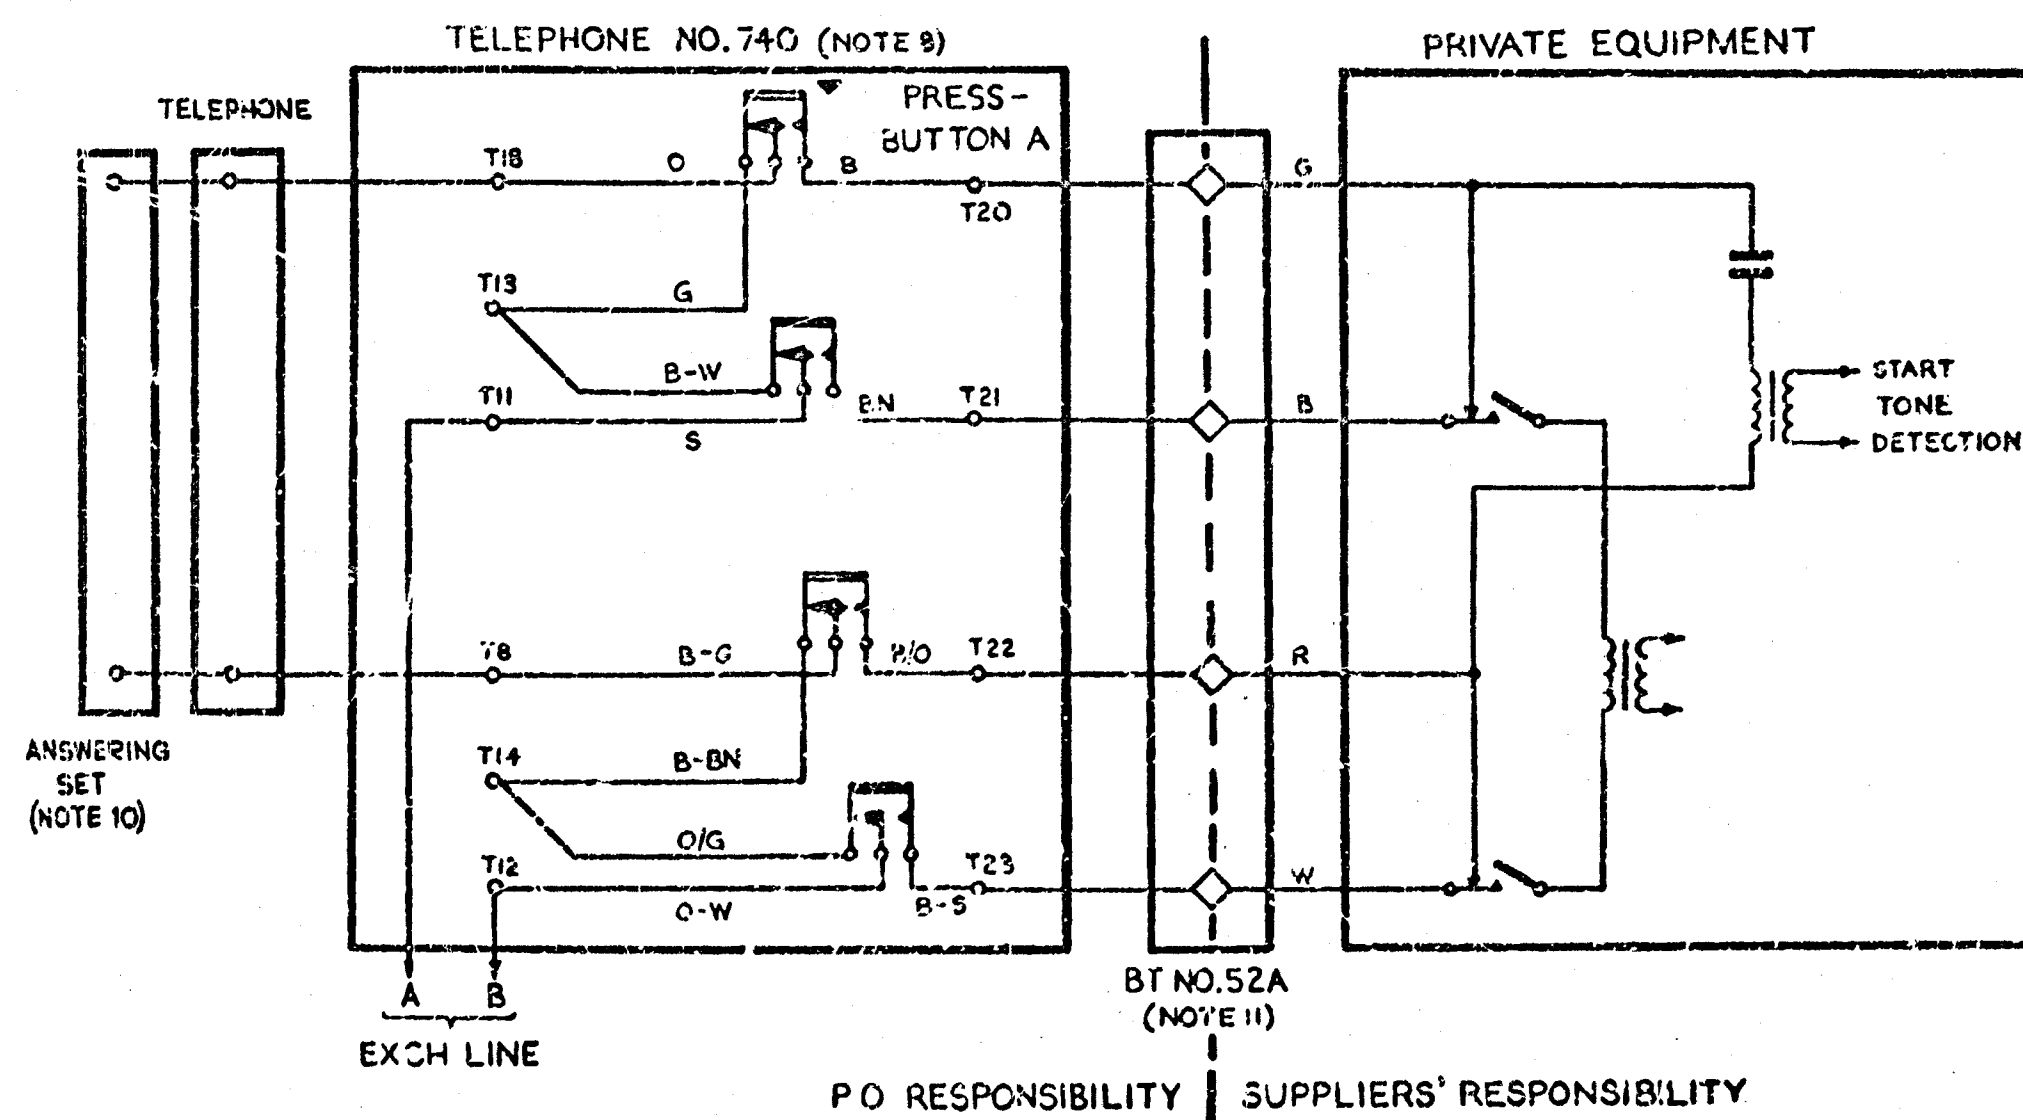 TELEPHONE NO. 740 (NOTE 8)
PRIVATE EQUIPMENT
TELEPHONE
PRESS-
BUTTON A
T18
O
B
T20
G
T13
G
B-W
T11
S
BN
T21
B
START
TONE
DETECTION
T8
B-G
T22
R
T14
B-BN
O/G
T12
O-W
B-S
T23
W
ANSWERING
SET
(NOTE 10)
A
B
EXCH LINE
BT NO. 52A
(NOTE 11)
PO RESPONSIBILITY
SUPPLIERS' RESPONSIBILITY